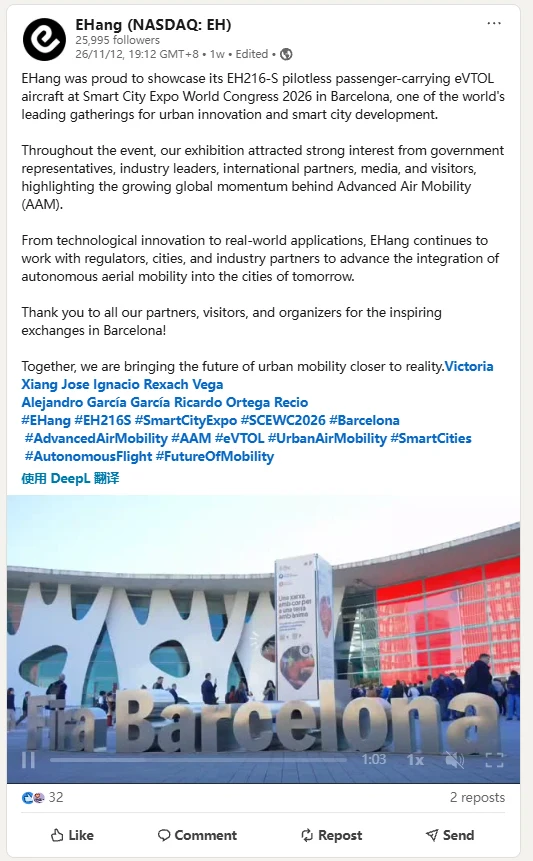 EHang (NASDAQ: EH)
25,995 followers
26/11/12, 19:12 GMT+8 • 1w • Edited •
EHang was proud to showcase its EH216-S pilotless passenger-carrying eVTOL
aircraft at Smart City Expo World Congress 2026 in Barcelona, one of the world's
leading gatherings for urban innovation and smart city development.
Throughout the event, our exhibition attracted strong interest from government
representatives, industry leaders, international partners, media, and visitors,
highlighting the growing global momentum behind Advanced Air Mobility
(AAM).
From technological innovation to real-world applications, EHang continues to
work with regulators, cities, and industry partners to advance the integration of
autonomous aerial mobility into the cities of tomorrow.
Thank you to all our partners, visitors, and organizers for the inspiring
exchanges in Barcelona!
Together, we are bringing the future of urban mobility closer to reality.Victoria
Xiang Jose Ignacio Rexach Vega
Alejandro García García Ricardo Ortega Recio
#EHang #EH216S #SmartCityExpo #SCEWC2026 #Barcelona
#AdvancedAirMobility #AAM #eVTOL #UrbanAirMobility #SmartCities
#AutonomousFlight #FutureOfMobility
使用 DeepL 翻译
Una xarxa
amb cor per
a una terra
amb ànima
Fira Barcelona
1:03
1x
32
2 reposts
Like
Comment
Repost
Send